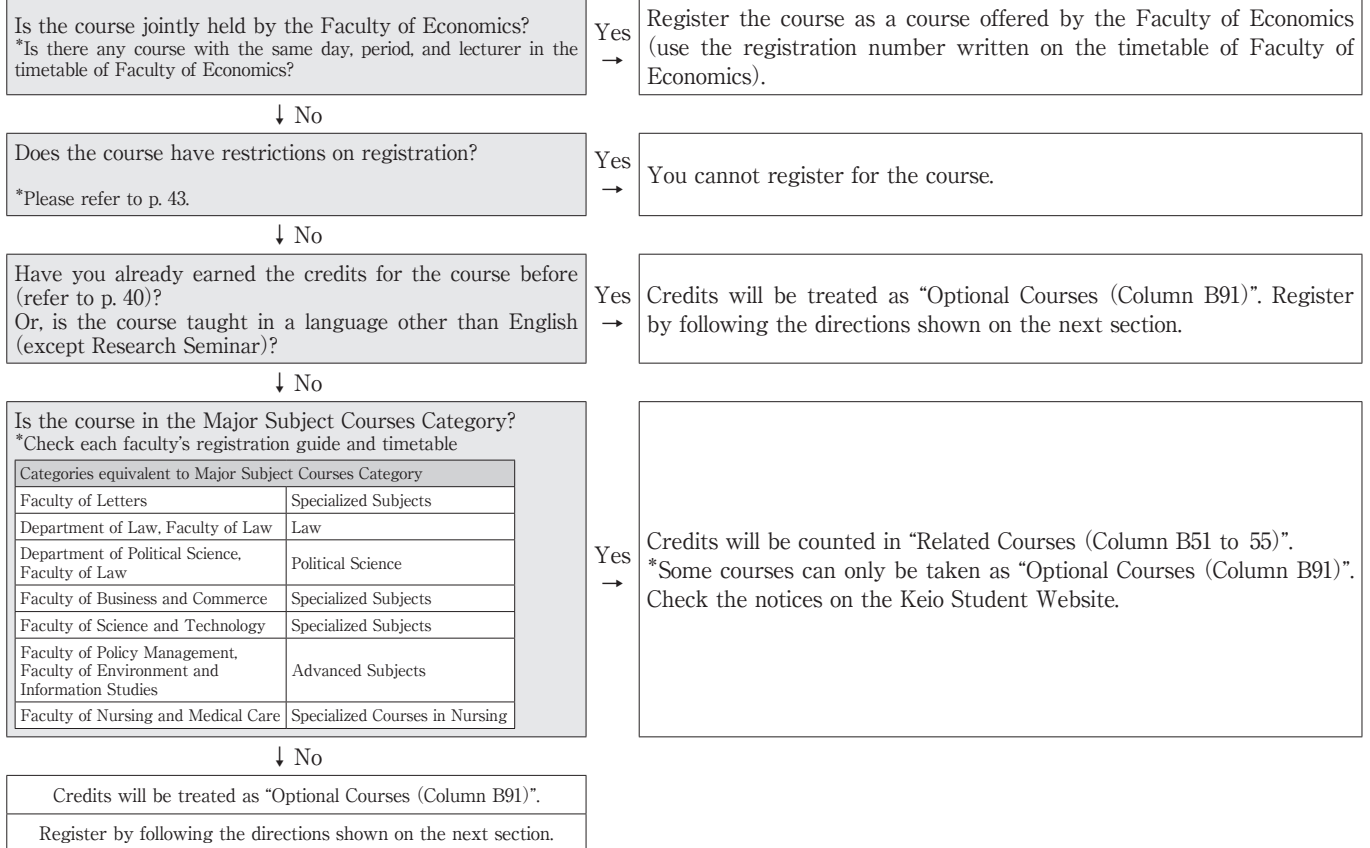 Is the course jointly held by the Faculty of Economics?
*Is there any course with the same day, period, and lecturer in the
timetable of Faculty of Economics?
Yes
→
Register the course as a course offered by the Faculty of Economics
(use the registration number written on the timetable of Faculty of
Economics).
↓ No
Does the course have restrictions on registration?
*Please refer to p. 43.
Yes
→
You cannot register for the course.
↓ No
Have you already earned the credits for the course before
(refer to p. 40)?
Or, is the course taught in a language other than English
(except Research Seminar)?
Yes
→
Credits will be treated as “Optional Courses (Column B91)”. Register
by following the directions shown on the next section.
↓ No
Is the course in the Major Subject Courses Category?
*Check each faculty’s registration guide and timetable
Categories equivalent to Major Subject Courses Category
Faculty of Letters Specialized Subjects
Department of Law, Faculty of Law Law
Department of Political Science,
Faculty of Law
Political Science
Faculty of Business and Commerce Specialized Subjects
Faculty of Science and Technology Specialized Subjects
Faculty of Policy Management,
Faculty of Environment and
Information Studies
Advanced Subjects
Faculty of Nursing and Medical Care Specialized Courses in Nursing
Yes
→
Credits will be counted in “Related Courses (Column B51 to 55)”.
*Some courses can only be taken as “Optional Courses (Column B91)”.
Check the notices on the Keio Student Website.
↓ No
Credits will be treated as “Optional Courses (Column B91)”.
Register by following the directions shown on the next section.